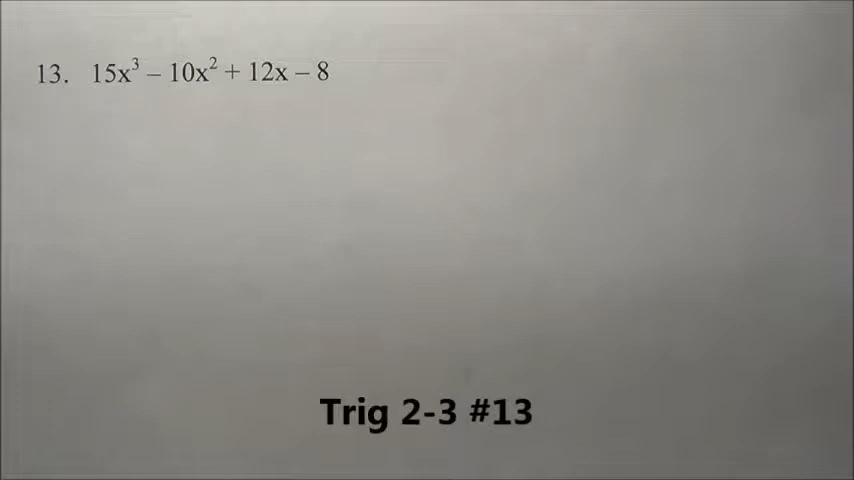 13. 15x³ – 10x² + 12x – 8
Trig 2-3 #13